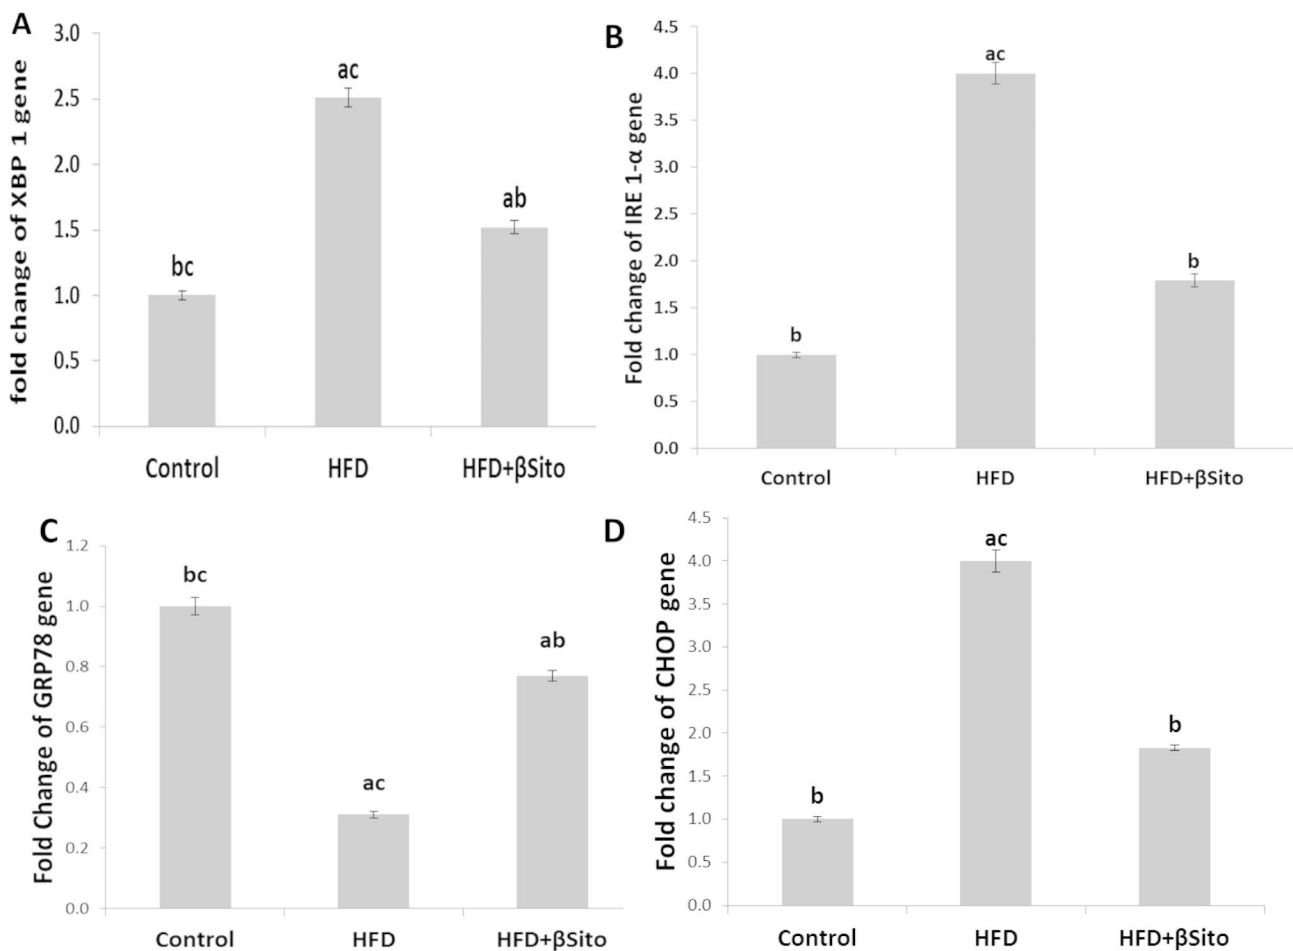 A
fold change of XBP 1 gene
3.0
2.5
2.0
1.5
1.0
0.5
0.0
bc
ac
ab
Control HFD HFD+βSito
B
Fold change of IRE 1-α gene
4.5
4.0
3.5
3.0
2.5
2.0
1.5
1.0
0.5
0.0
b
ac
b
Control HFD HFD+βSito
C
Fold Change of GRP78 gene
1.2
1.0
0.8
0.6
0.4
0.2
0.0
bc
ac
ab
Control HFD HFD+βSito
D
Fold change of CHOP gene
4.5
4.0
3.5
3.0
2.5
2.0
1.5
1.0
0.5
0.0
b
ac
b
Control HFD HFD+βSito